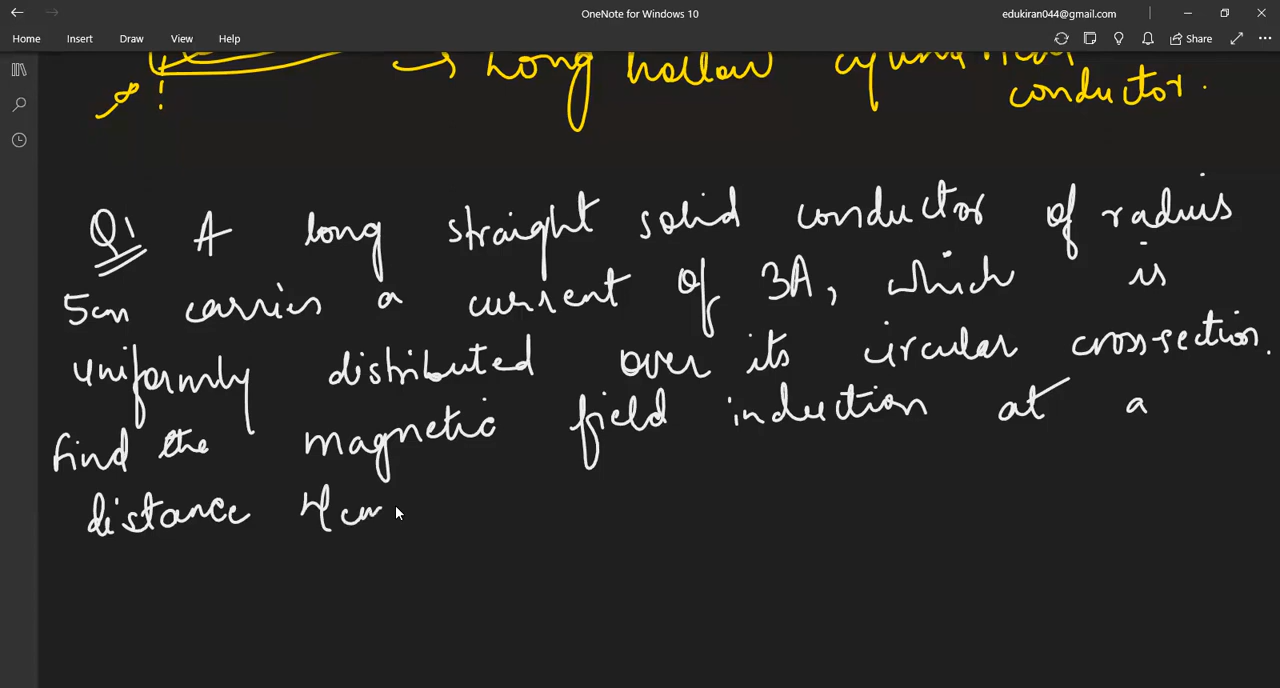 OneNote for Windows 10
edukiran044@gmail.com
Home Insert Draw View Help
Share
→ Long hollow cylindrical
conductor.
Q1 A long straight solid conductor of radius
5cm carries a current of 3A, which is
uniformly distributed over its circular cross-section.
find the magnetic field induction at a
distance 4cm